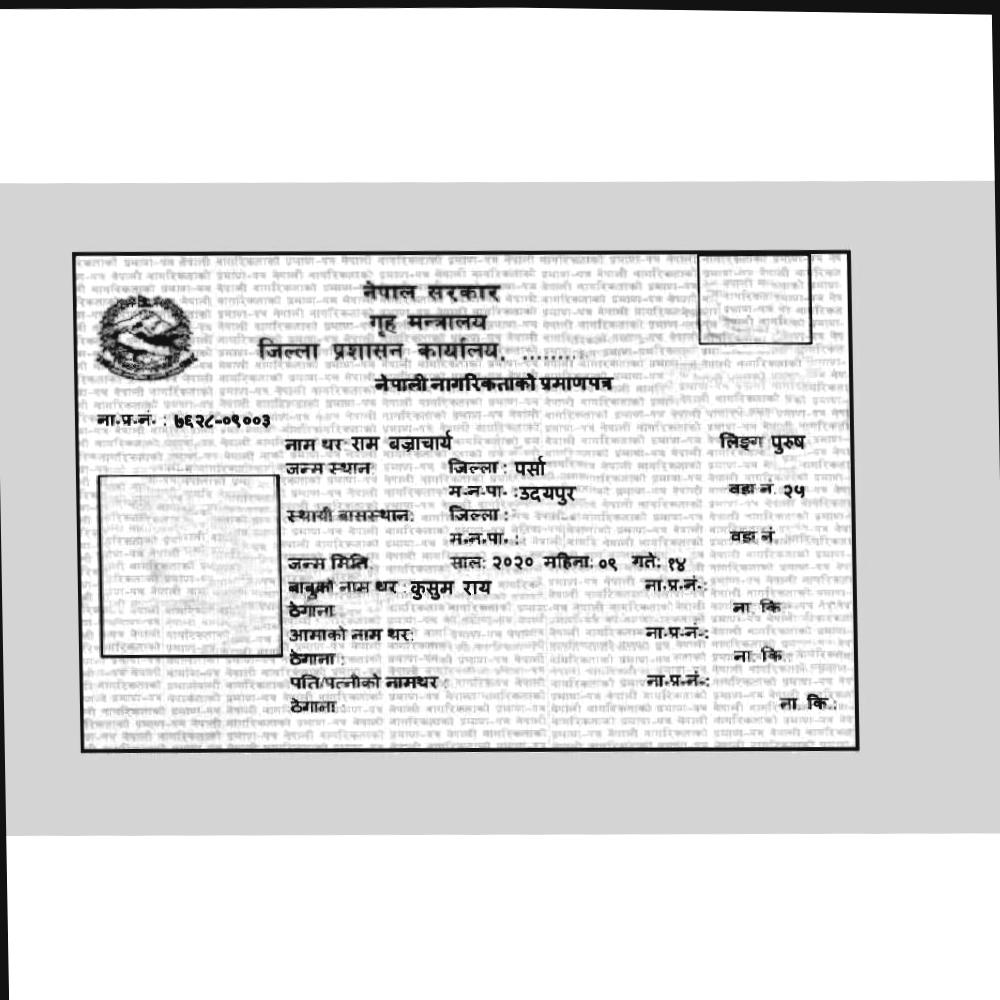 नेपाल सरकार
गृह मन्त्रालय
जिल्ला प्रशासन कार्यालय, ........
नेपाली नागरिकताको प्रमाणपत्र
ना.प्र.नं. : ७६२८-०९००३
नाम थर राम बज्राचार्य लिङ्ग पुरुष
जन्म स्थान जिल्ला : पर्सा
म.न.पा. :उदयपुर वडा नं. २५
स्थायी बासस्थान: जिल्ला :
म.न.पा. : वडा नं.
जन्म मिति साल: २०२० महिना: ०९ गते: १४
बाबुको नाम थर : कुसुम राय ना.प्र.नं.:
ठेगाना ना. कि
आमाको नाम थर: ना.प्र.नं.:
ठेगाना : ना. कि :
पति/पत्नीको नामथर : ना.प्र.नं.:
ठेगाना : ना. कि.: